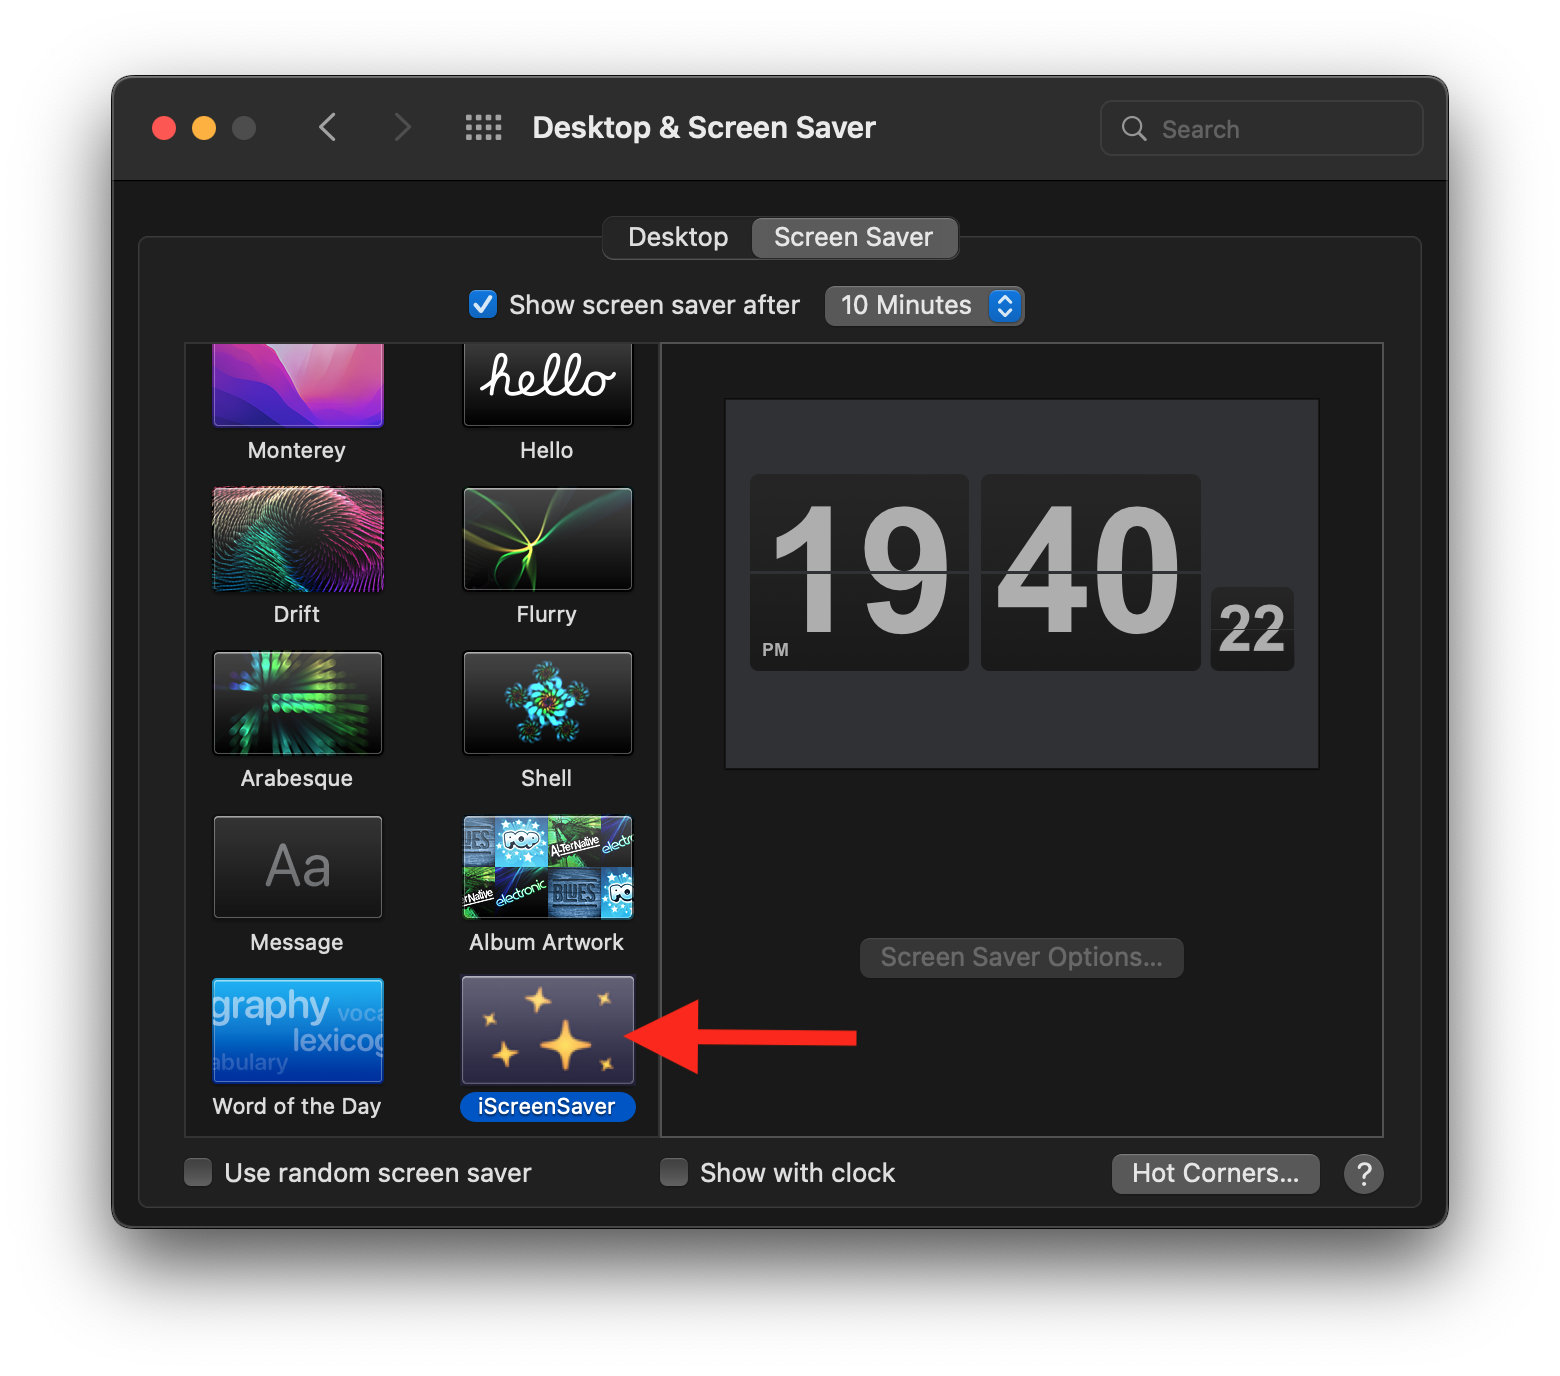 Desktop & Screen Saver
Search
Desktop
Screen Saver
Show screen saver after
10 Minutes
hello
Monterey
Hello
Drift
Flurry
Arabesque
Shell
Aa
Message
POP
ALTerNative
electronic
BLUES
Album Artwork
graphy
lexicog
abulary
Word of the Day
iScreenSaver
19
40
22
PM
Screen Saver Options...
Use random screen saver
Show with clock
Hot Corners...
?